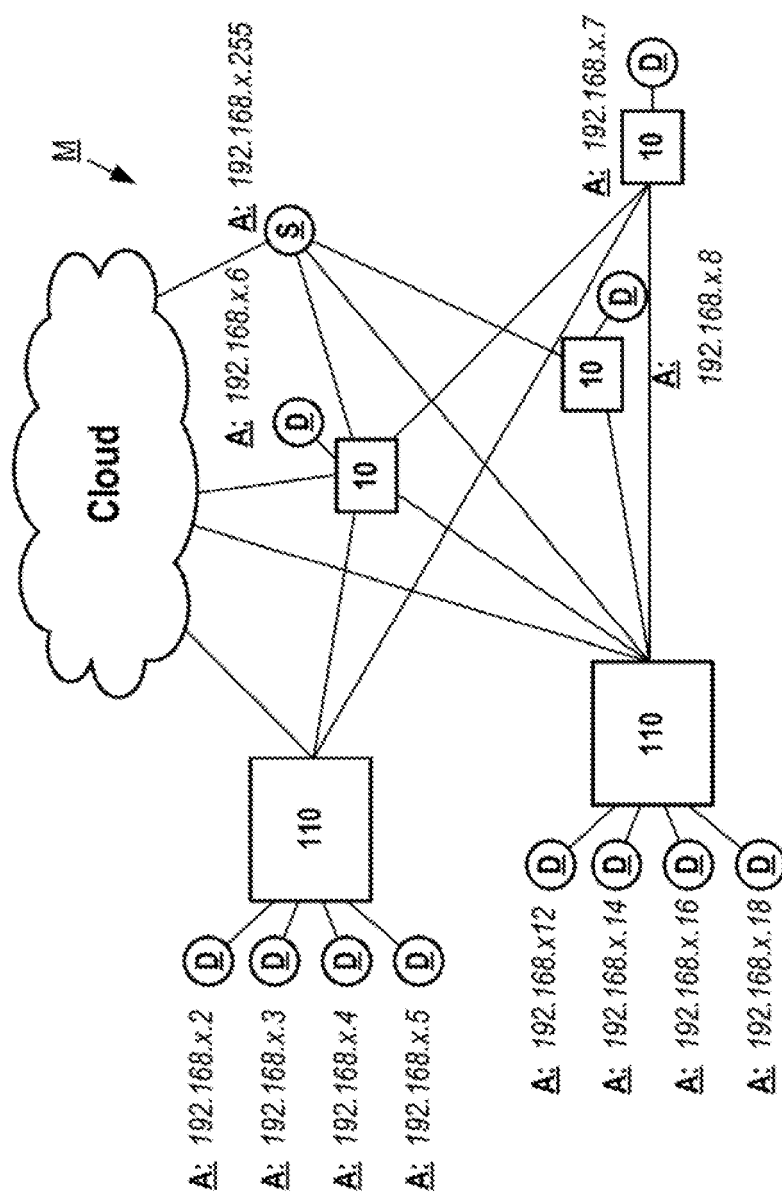 M
Cloud
A: 192.168.x.6
A: 192.168.x.255
S
D
10
A: 192.168.x.2 D
A: 192.168.x.3 D
A: 192.168.x.4 D
A: 192.168.x.5 D
110
A: 192.168.x.7
10
D
10
D
A:
192.168.x.8
A: 192.168.x12 D
A: 192.168.x.14 D
A: 192.168.x.16 D
A: 192.168.x.18 D
110